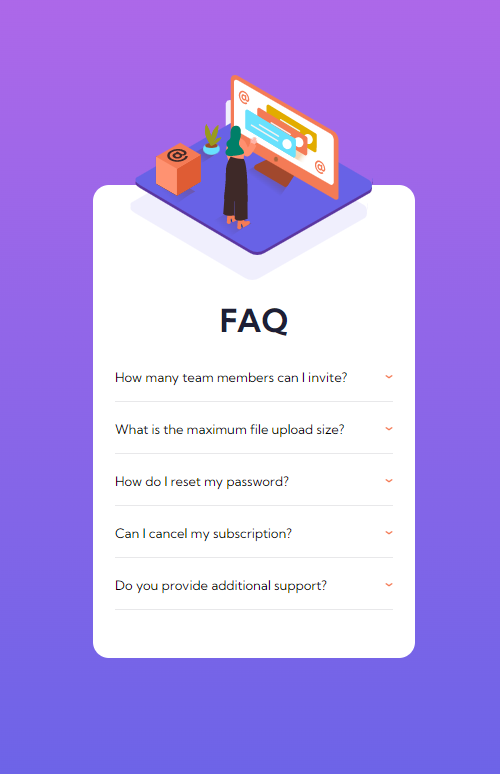 FAQ
How many team members can I invite?
What is the maximum file upload size?
How do I reset my password?
Can I cancel my subscription?
Do you provide additional support?